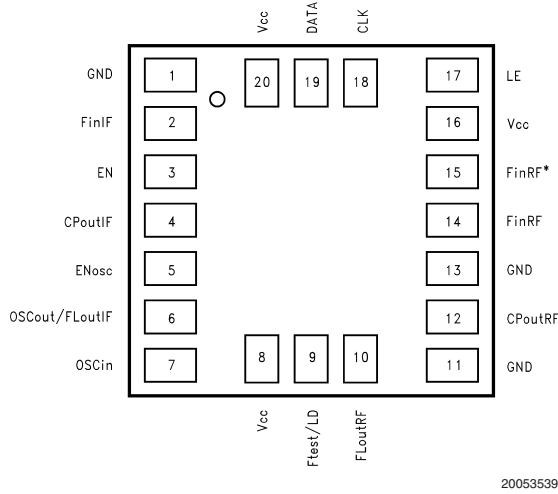 Vcc
DATA
CLK
GND 1 20 19 18 17 LE
FinIF 2 16 Vcc
EN 3 15 FinRF*
CPoutIF 4 14 FinRF
ENosc 5 13 GND
OSCout/FLoutIF 6 12 CPoutRF
OSCin 7 8 9 10 11 GND
Vcc
Ftest/LD
FLoutRF
20053539